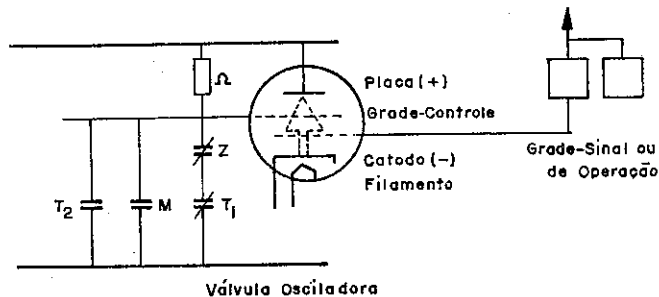 Ω
Placa (+)
Grade-Controle
Z
Catodo (-)
Filamento
Grade-Sinal ou
de Operação
T2
M
T1
Válvula Osciladora